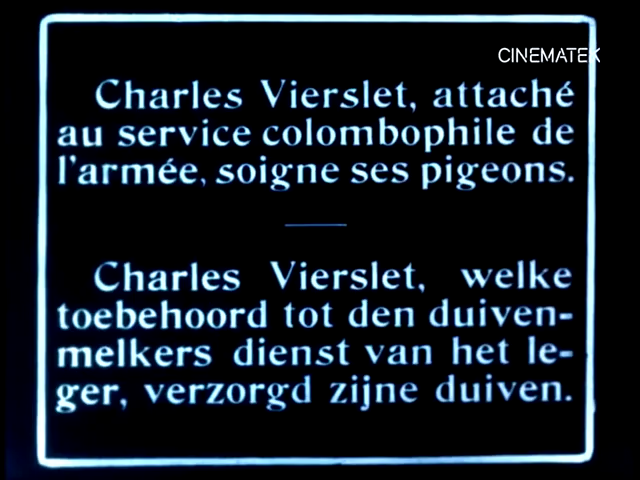 CINEMATEK
Charles Vierslet, attaché
au service colombophile de
l'armée, soigne ses pigeons.
Charles Vierslet, welke
toebehoord tot den duiven-
melkers dienst van het le-
ger, verzorgd zijne duiven.